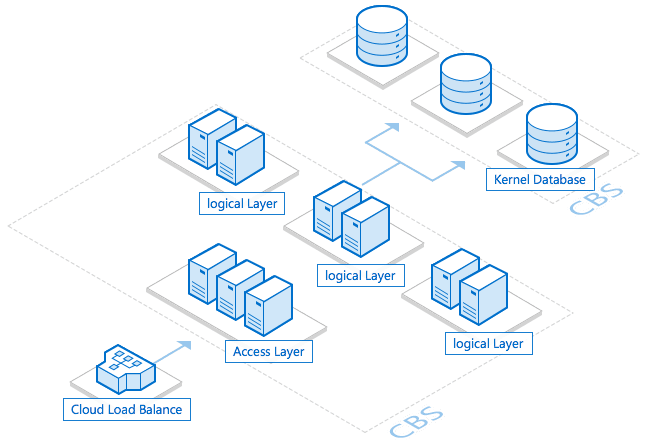 logical Layer
Kernel Database
CBS
logical Layer
logical Layer
Access Layer
Cloud Load Balance
CBS